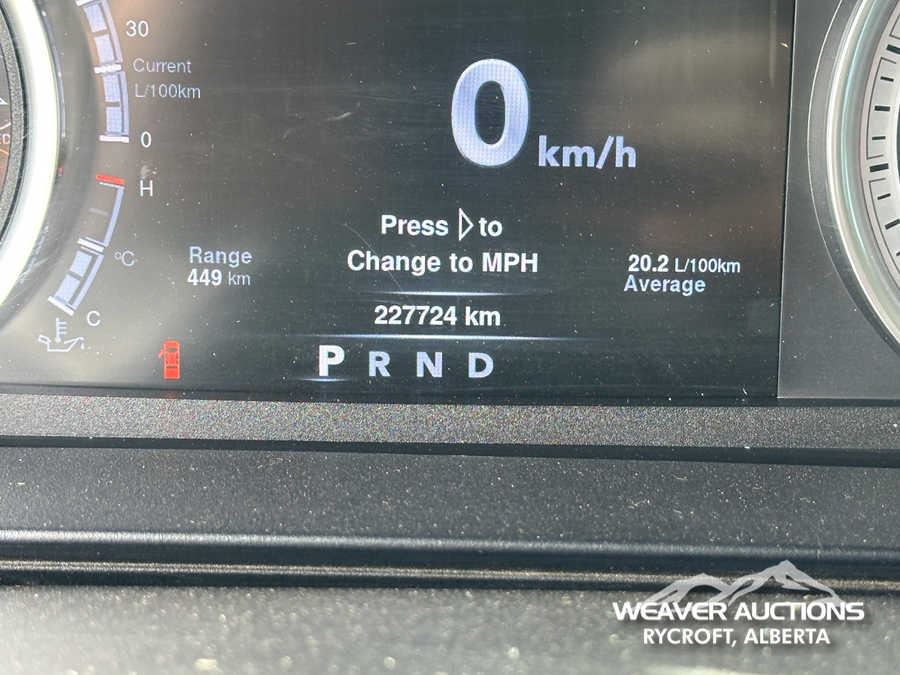 30
Current
L/100km
0
H
°C
C
0 km/h
Press ▷ to
Change to MPH
Range
449 km
20.2 L/100km
Average
227724 km
P R N D
WEAVER AUCTIONS
RYCROFT, ALBERTA